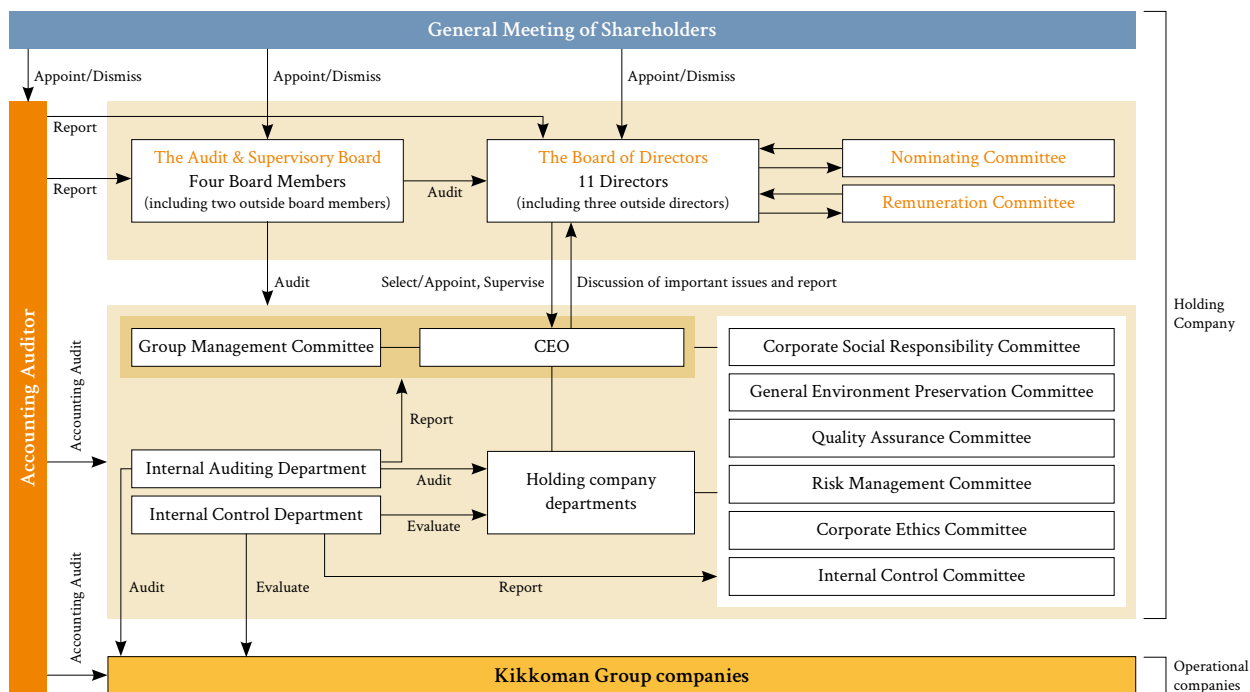 General Meeting of Shareholders
Appoint/Dismiss
Appoint/Dismiss
Appoint/Dismiss
Report
The Audit & Supervisory Board
Four Board Members
(including two outside board members)
Report
Audit
The Board of Directors
11 Directors
(including three outside directors)
Nominating Committee
Remuneration Committee
Audit
Select/Appoint, Supervise
Discussion of important issues and report
Holding
Company
Accounting Auditor
Accounting Audit
Group Management Committee
CEO
Corporate Social Responsibility Committee
General Environment Preservation Committee
Quality Assurance Committee
Risk Management Committee
Corporate Ethics Committee
Internal Control Committee
Report
Internal Auditing Department
Audit
Holding company
departments
Internal Control Department
Evaluate
Accounting Audit
Audit
Evaluate
Report
Kikkoman Group companies
Operational
companies